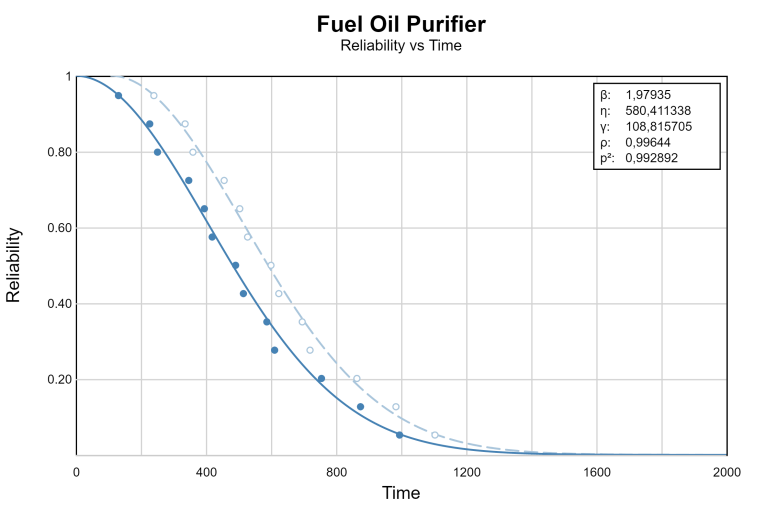 Fuel Oil Purifier
Reliability vs Time
1
0.80
0.60
0.40
0.20
Reliability
β: 1,97935
η: 580,411338
γ: 108,815705
ρ: 0,99644
p²: 0,992892
0 400 800 1200 1600 2000
Time